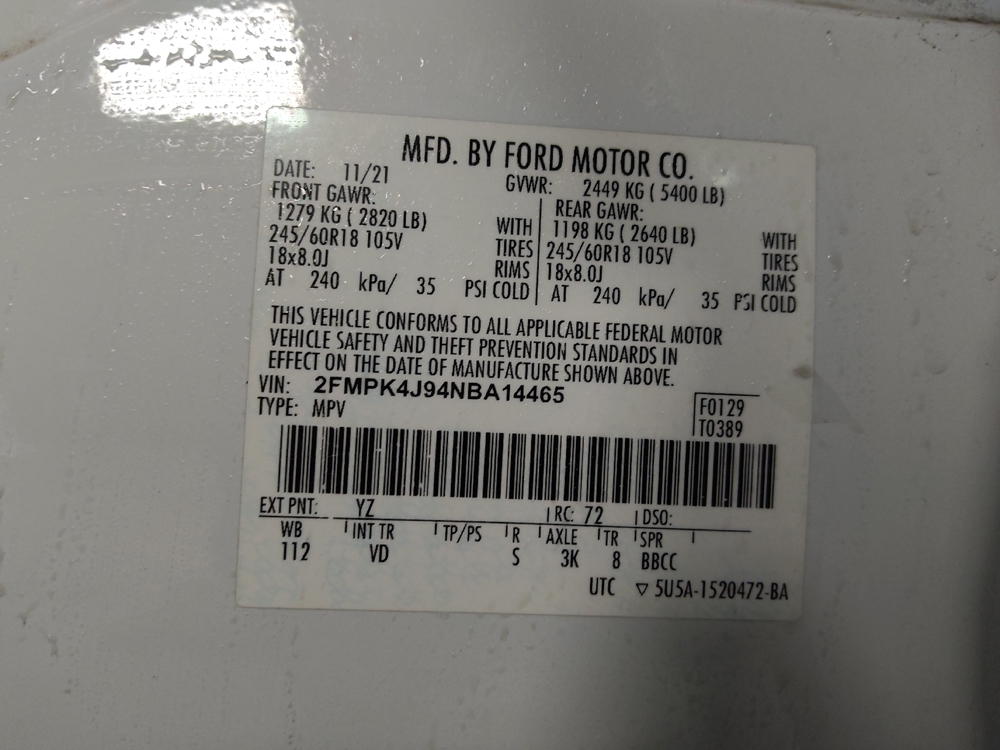 MFD. BY FORD MOTOR CO.
DATE: 11/21 GVWR: 2449 KG ( 5400 LB)
FRONT GAWR: REAR GAWR:
1279 KG ( 2820 LB) WITH 1198 KG ( 2640 LB) WITH
245/60R18 105V TIRES 245/60R18 105V TIRES
18x8.0J RIMS 18x8.0J RIMS
AT 240 kPa/ 35 PSI COLD AT 240 kPa/ 35 PSI COLD
THIS VEHICLE CONFORMS TO ALL APPLICABLE FEDERAL MOTOR
VEHICLE SAFETY AND THEFT PREVENTION STANDARDS IN
EFFECT ON THE DATE OF MANUFACTURE SHOWN ABOVE.
VIN: 2FMPK4J94NBA14465
TYPE: MPV
F0129
T0389
EXT PNT: YZ RC: 72 DSO:
WB INT TR TP/PS R AXLE TR SPR
112 VD S 3K 8 BBCC
UTC ▽ 5U5A-1520472-BA